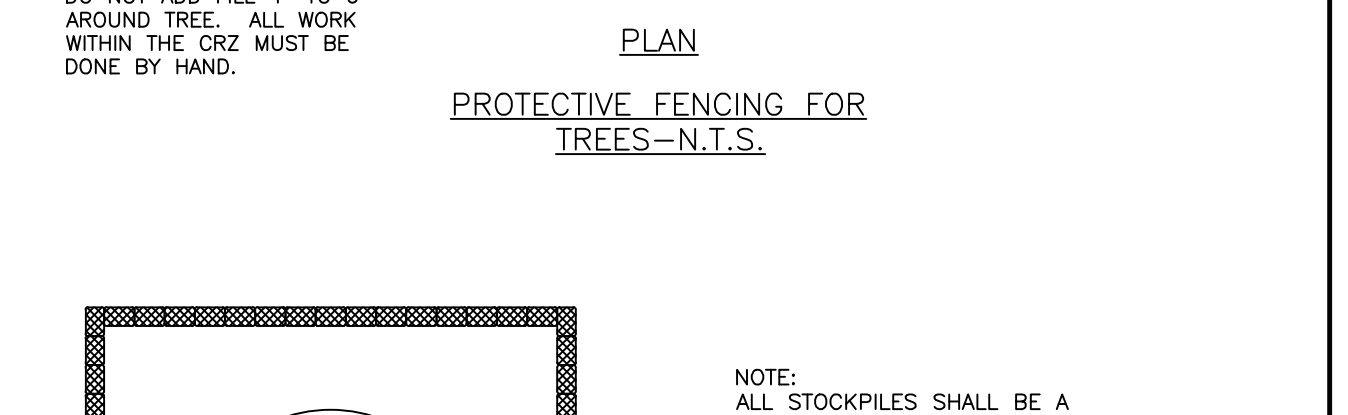 AROUND TREE. ALL WORK
WITHIN THE CRZ MUST BE
DONE BY HAND.
PLAN
PROTECTIVE FENCING FOR
TREES–N.T.S.
NOTE:
ALL STOCKPILES SHALL BE A